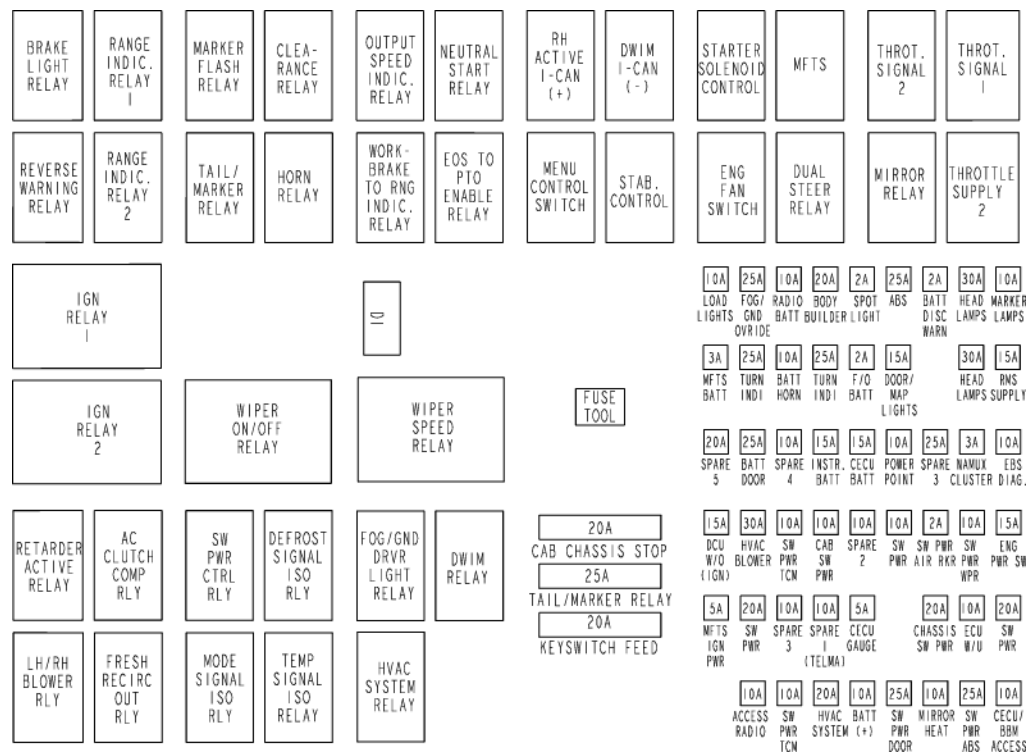 BRAKE
LIGHT
RELAY
RANGE
INDIC.
RELAY
1
MARKER
FLASH
RELAY
CLEA-
RANCE
RELAY
OUTPUT
SPEED
INDIC.
RELAY
NEUTRAL
START
RELAY
RH
ACTIVE
I-CAN
(+)
DWIM
I-CAN
(-)
STARTER
SOLENOID
CONTROL
MFTS
THROT.
SIGNAL
2
THROT.
SIGNAL
1
REVERSE
WARNING
RELAY
RANGE
INDIC.
RELAY
2
TAIL/
MARKER
RELAY
HORN
RELAY
WORK-
BRAKE
TO RNG
INDIC.
RELAY
EOS TO
PTO
ENABLE
RELAY
MENU
CONTROL
SWITCH
STAB.
CONTROL
ENG
FAN
SWITCH
DUAL
STEER
RELAY
MIRROR
RELAY
THROTTLE
SUPPLY
2
IGN
RELAY
1
D1
10A 25A 10A 20A 2A 25A 2A 30A 10A
LOAD
LIGHTS
FOG/
GND
OVRIDE
RADIO
BATT
BODY
BUILDER
SPOT
LIGHT
ABS
BATT
DISC
WARN
HEAD
LAMPS
MARKER
LAMPS
3A 25A 10A 25A 2A 15A 30A 15A
MFTS
BATT
TURN
INDI
BATT
HORN
TURN
INDI
F/O
BATT
DOOR/
MAP
LIGHTS
HEAD
LAMPS
RMS
SUPPLY
IGN
RELAY
2
WIPER
ON/OFF
RELAY
WIPER
SPEED
RELAY
FUSE
TOOL
20A 25A 10A 15A 15A 10A 25A 3A 10A
SPARE
5
BATT
DOOR
SPARE
4
INSTR.
BATT
CECU
BATT
POWER
POINT
SPARE
3
NAMUX
CLUSTER
EBS
DIAG.
RETARDER
ACTIVE
RELAY
AC
CLUTCH
COMP
RLY
SW
PWR
CTRL
RLY
DEFROST
SIGNAL
ISO
RLY
FOG/GND
DRVR
LIGHT
RELAY
DWIM
RELAY
20A
CAB CHASSIS STOP
25A
TAIL/MARKER RELAY
20A
KEYSWITCH FEED
15A 30A 10A 10A 10A 10A 2A 10A 15A
DCU
W/O
(IGN)
HVAC
BLOWER
SW
PWR
TCM
CAB
SW
PWR
SPARE
2
SW
PWR
SW PWR
AIR RKR
SW
PWR
WPR
ENG
PWR SW
5A 20A 10A 10A 5A 20A 10A 20A
MFTS
IGN
PWR
SW
PWR
SPARE
3
SPARE
1
(TELMA)
CECU
GAUGE
CHASSIS
SW PWR
ECU
W/U
SW
PWR
LH/RH
BLOWER
RLY
FRESH
RECIRC
OUT
RLY
MODE
SIGNAL
ISO
RLY
TEMP
SIGNAL
ISO
RELAY
HVAC
SYSTEM
RELAY
10A 10A 20A 10A 25A 10A 25A 10A
ACCESS
RADIO
SW
PWR
TCM
HVAC
SYSTEM
BATT
(+)
SW
PWR
DOOR
MIRROR
HEAT
SW
PWR
ABS
CECU/
BBM
ACCESS